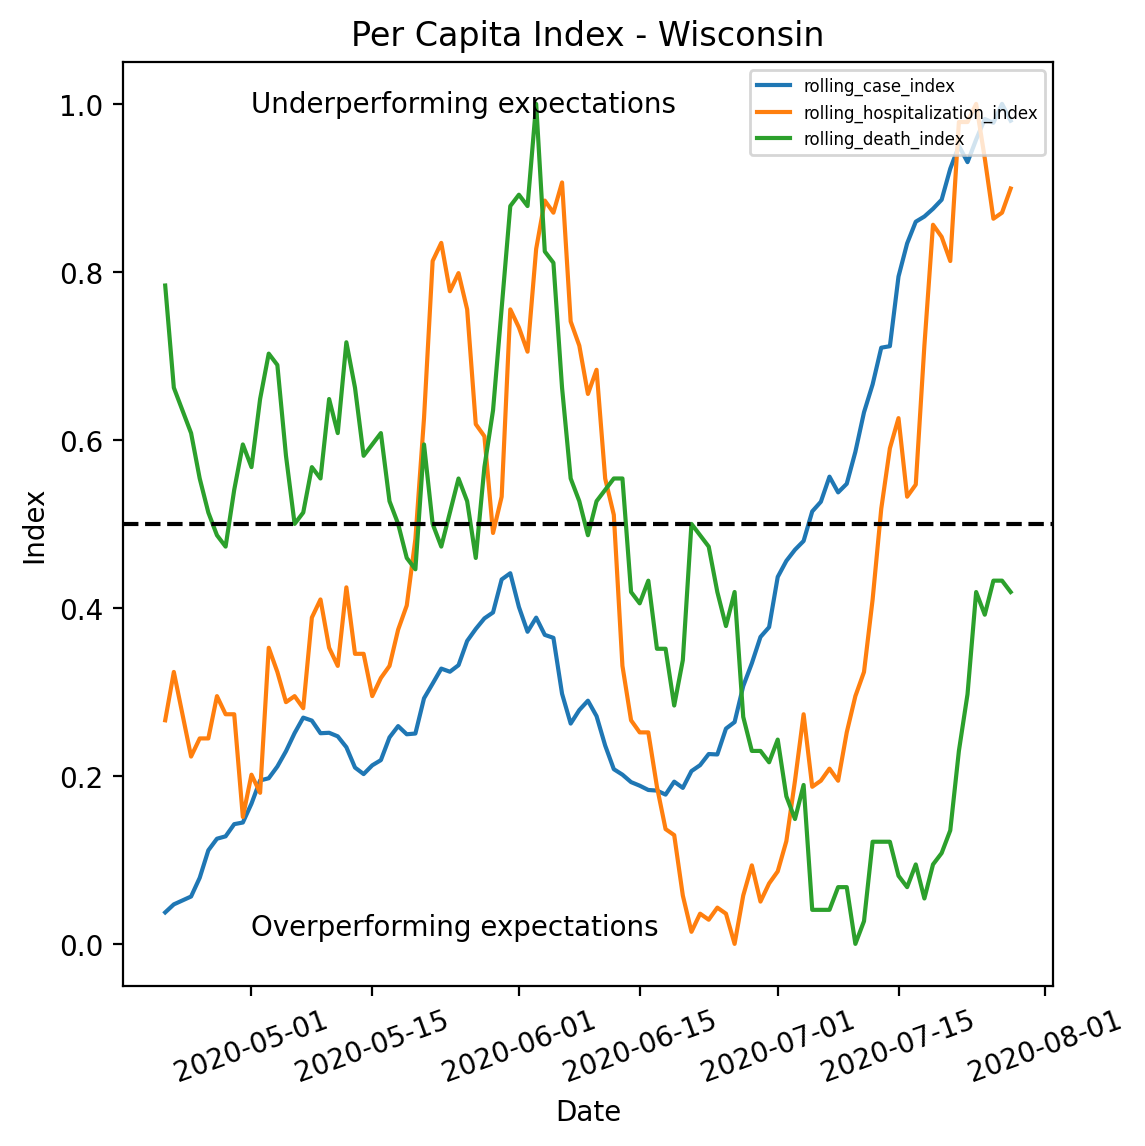 Per Capita Index - Wisconsin
Underperforming expectations
rolling_case_index
rolling_hospitalization_index
rolling_death_index
1.0
0.8
0.6
0.4
0.2
0.0
Index
Overperforming expectations
2020-05-01
2020-05-15
2020-06-01
2020-06-15
2020-07-01
2020-07-15
2020-08-01
Date